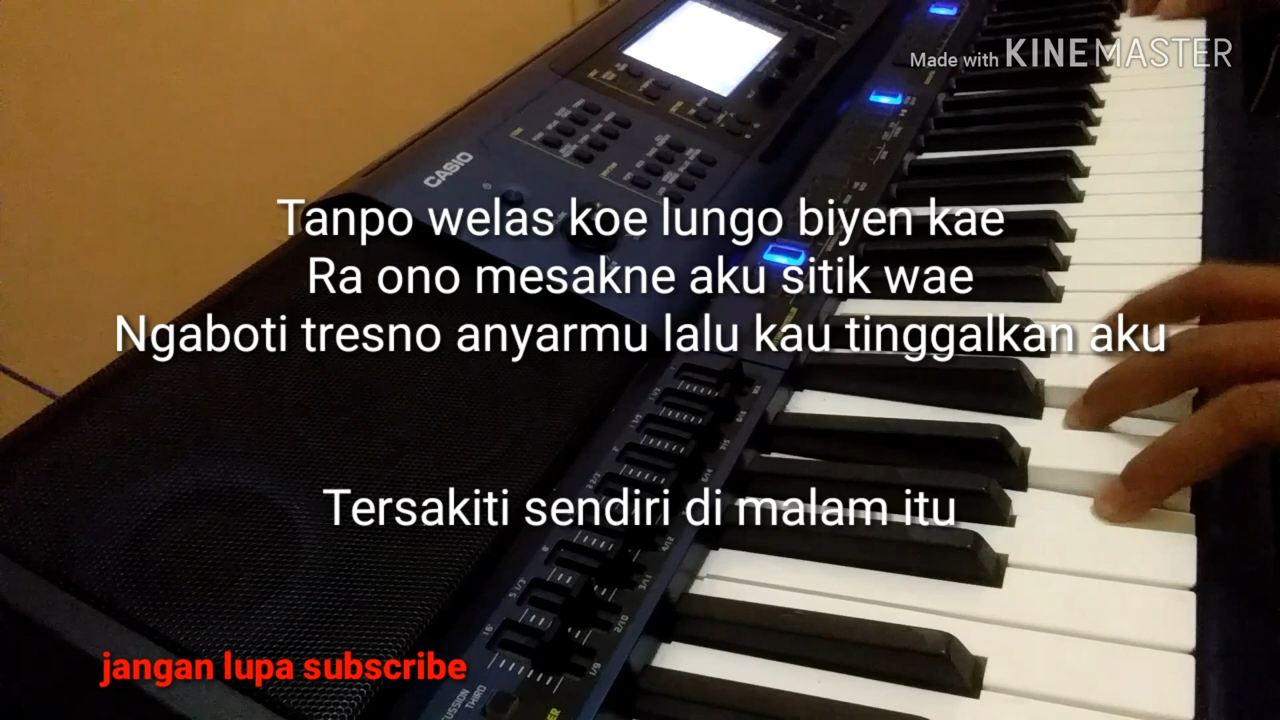 Made with KINEMASTER
CASIO
Tanpo welas koe lungo biyen kae
Ra ono mesakne aku sitik wae
Ngaboti tresno anyarmu lalu kau tinggalkan aku
Tersakiti sendiri di malam itu
jangan lupa subscribe
THIRD